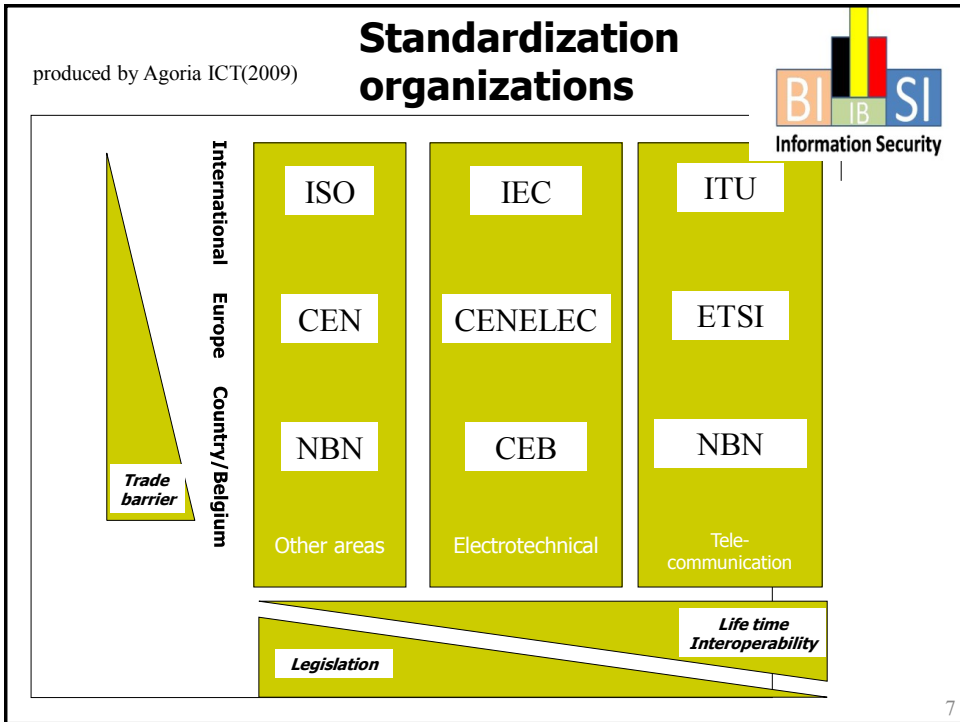 produced by Agoria ICT(2009)
Standardization
organizations
BI IB SI
Information Security
International Europe Country/Belgium
ISO
IEC
ITU
CEN
CENELEC
ETSI
NBN
CEB
NBN
Trade
barrier
Other areas
Electrotechnical
Tele-
communication
Life time
Interoperability
Legislation
7